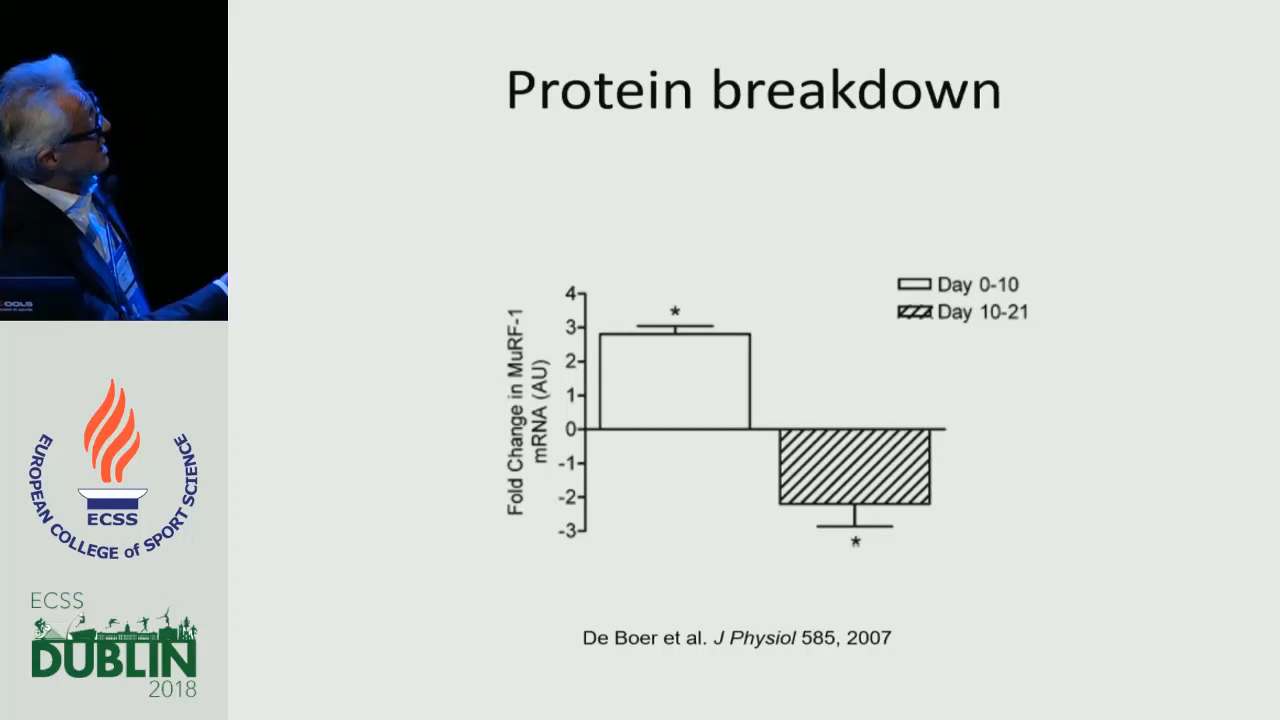 Protein breakdown
Day 0-10
Day 10-21
Fold Change in MuRF-1
mRNA (AU)
4
3
2
1
0
-1
-2
-3
*
*
De Boer et al. J Physiol 585, 2007
EUROPEAN COLLEGE of SPORT SCIENCE
ECSS
ECSS
DUBLIN
2018